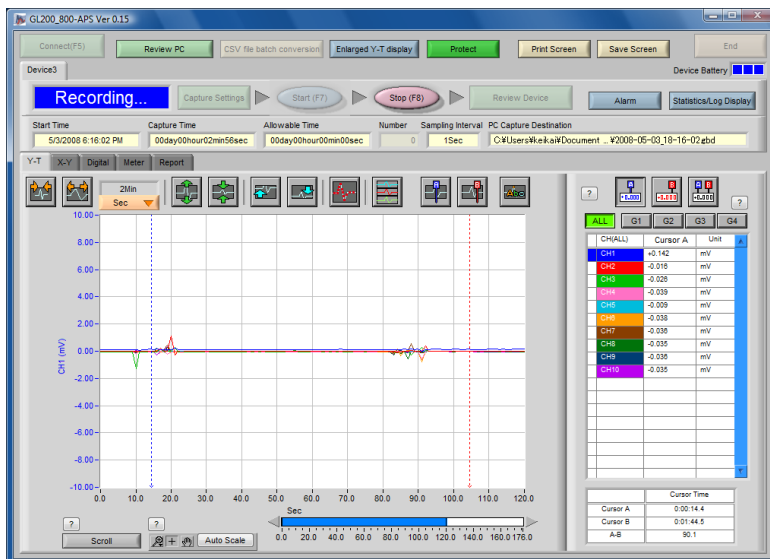 GL200_800-APS Ver 0.15
Connect(F5) Review PC CSV file batch conversion Enlarged Y-T display Protect Print Screen Save Screen End
Device3 Device Battery
Recording... Capture Settings Start (F7) Stop (F8) Review Device Alarm Statistics/Log Display
Start Time Capture Time Allowable Time Number Sampling Interval PC Capture Destination
5/3/2008 6:16:02 PM 00day00hour02min56sec 00day00hour00min00sec 0 1Sec C:¥Users¥keikai¥Document ..¥2008-05-03_18-16-02.gbd
Y-T X-Y Digital Meter Report
2Min
Sec
A B Abc
? A +0.000 B -0.000 A B -0.000 ?
ALL G1 G2 G3 G4
CH(ALL) Cursor A Unit
CH1 +0.142 mV
CH2 -0.016 mV
CH3 -0.026 mV
CH4 -0.039 mV
CH5 -0.009 mV
CH6 -0.038 mV
CH7 -0.036 mV
CH8 -0.035 mV
CH9 -0.036 mV
CH10 -0.035 mV
10.00
8.00
6.00
4.00
2.00
0.00
-2.00
-4.00
-6.00
-8.00
-10.00
CH1 (mV)
0.0 10.0 20.0 30.0 40.0 50.0 60.0 70.0 80.0 90.0 100.0 110.0 120.0
Sec
? ?
Scroll Auto Scale
0.0 20.0 40.0 60.0 80.0 100.0 120.0 140.0 160.0 176.0
Cursor Time
Cursor A 0:00:14.4
Cursor B 0:01:44.5
A-B 90.1